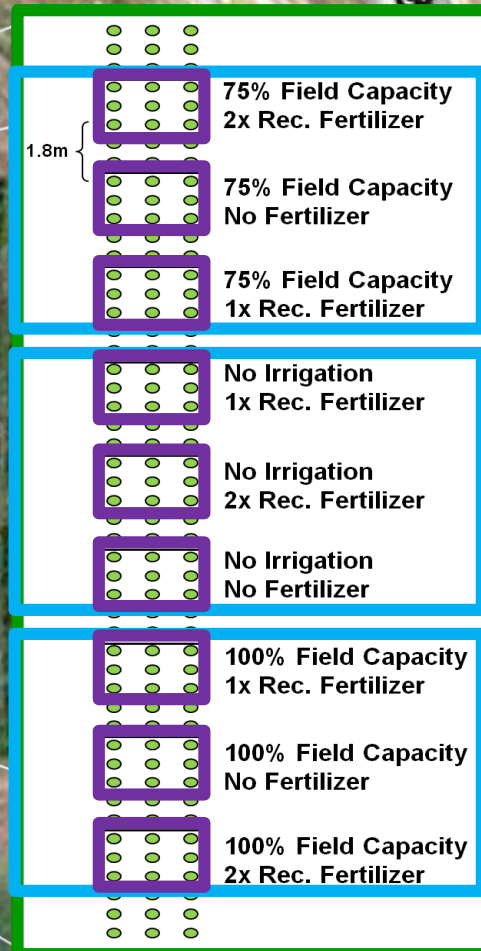 75% Field Capacity
2x Rec. Fertilizer
1.8m
75% Field Capacity
No Fertilizer
75% Field Capacity
1x Rec. Fertilizer
No Irrigation
1x Rec. Fertilizer
No Irrigation
2x Rec. Fertilizer
No Irrigation
No Fertilizer
100% Field Capacity
1x Rec. Fertilizer
100% Field Capacity
No Fertilizer
100% Field Capacity
2x Rec. Fertilizer